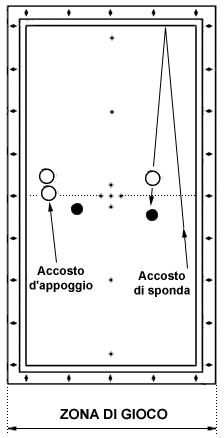 Accosto
d'appoggio
Accosto
di sponda
ZONA DI GIOCO